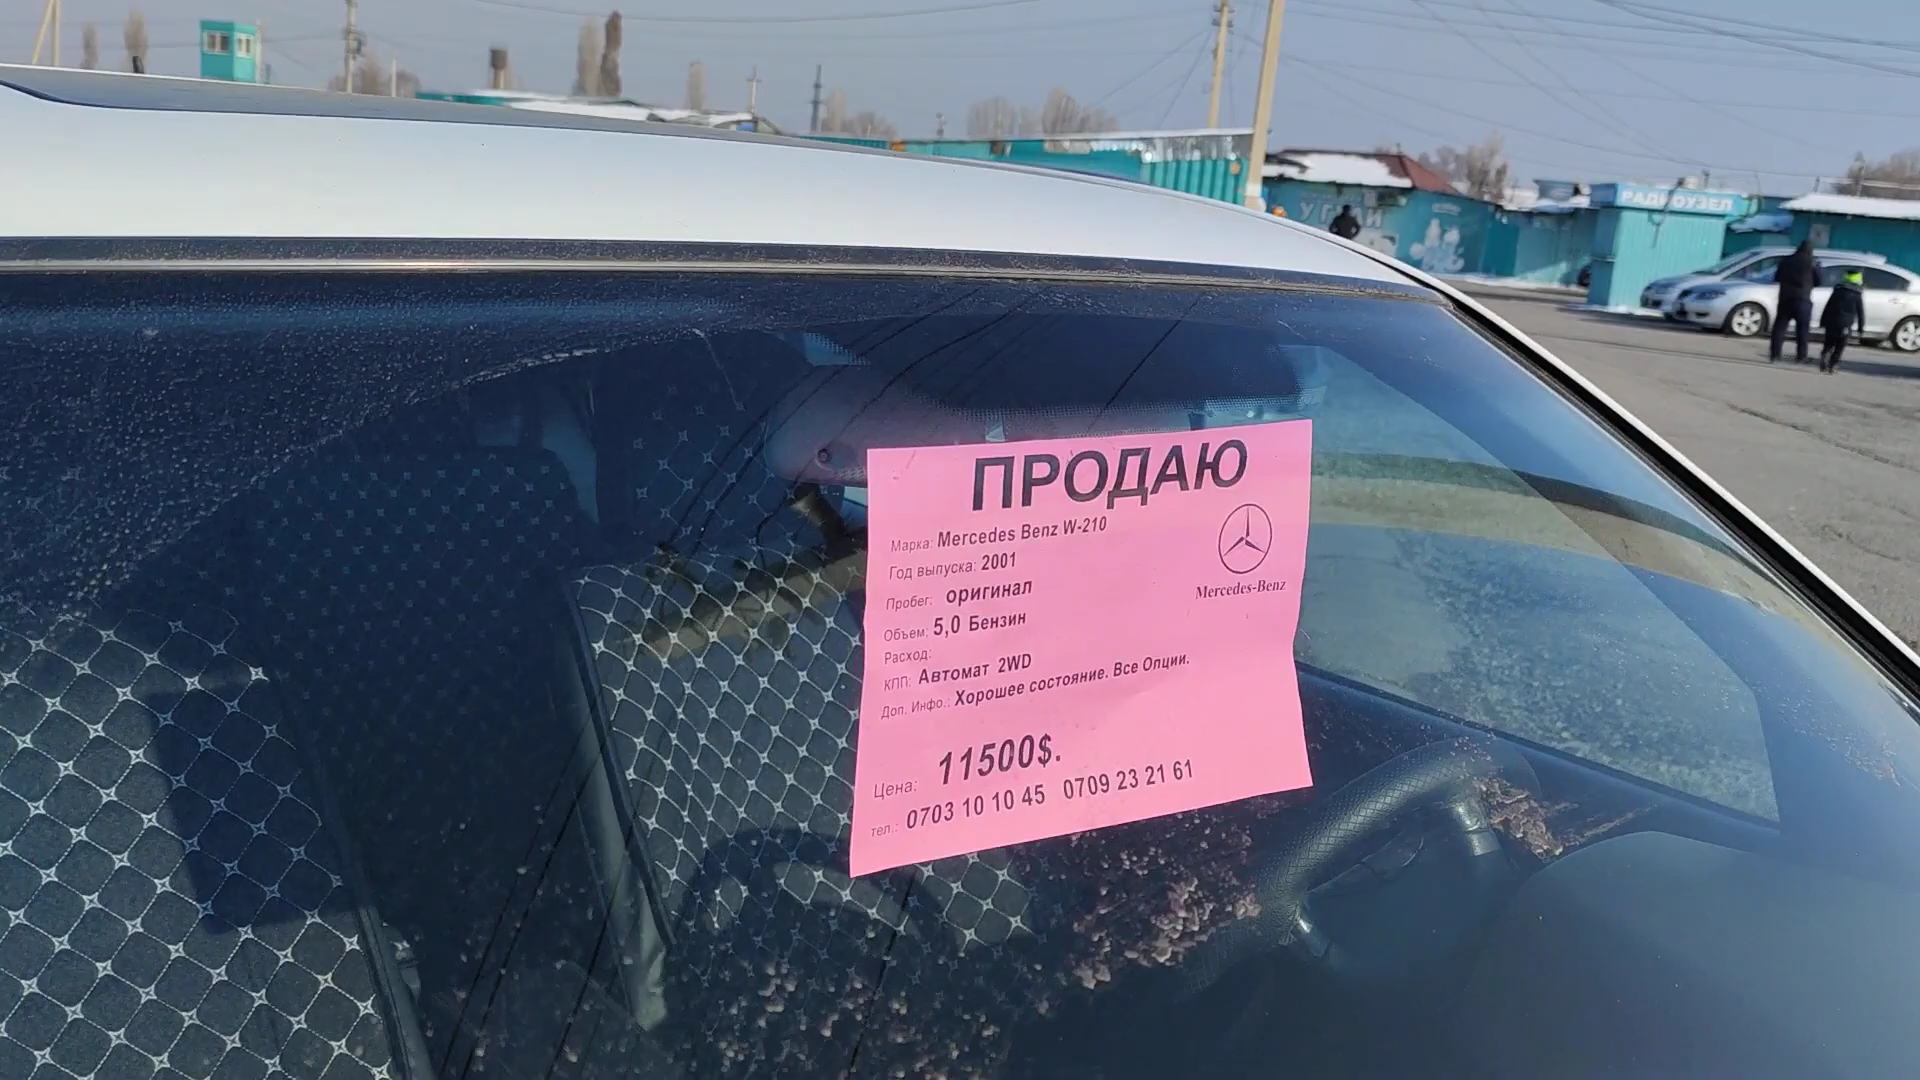 РАДИОУЗЕЛ
ПРОДАЮ
Марка: Mercedes Benz W-210
Год выпуска: 2001
Пробег: оригинал
Объем: 5,0 Бензин
Расход:
КПП: Автомат 2WD
Доп. Инфо.: Хорошее состояние. Все Опции.
Mercedes-Benz
Цена: 11500$.
тел.: 0703 10 10 45 0709 23 21 61